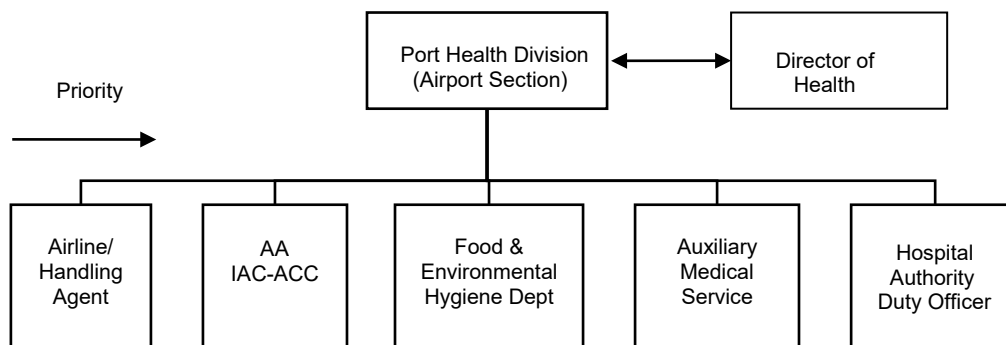 Port Health Division
(Airport Section)
Director of
Health
Priority
Airline/
Handling
Agent
AA
IAC-ACC
Food &
Environmental
Hygiene Dept
Auxiliary
Medical
Service
Hospital
Authority
Duty Officer